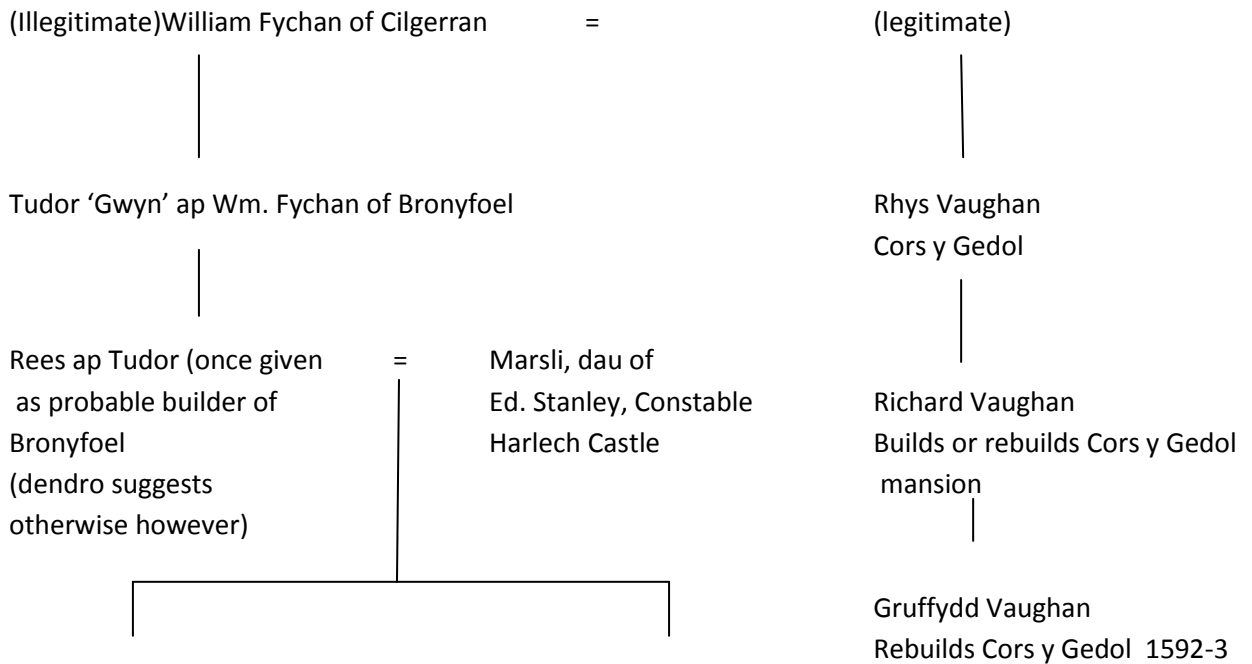 (Illegitimate)William Fychan of Cilgerran = (legitimate)
Tudor ‘Gwyn’ ap Wm. Fychan of Bronyfoel
Rhys Vaughan
Cors y Gedol
Rees ap Tudor (once given
as probable builder of
Bronyfoel
(dendro suggests
otherwise however)
=
Marsli, dau of
Ed. Stanley, Constable
Harlech Castle
Richard Vaughan
Builds or rebuilds Cors y Gedol
mansion
Gruffydd Vaughan
Rebuilds Cors y Gedol 1592-3